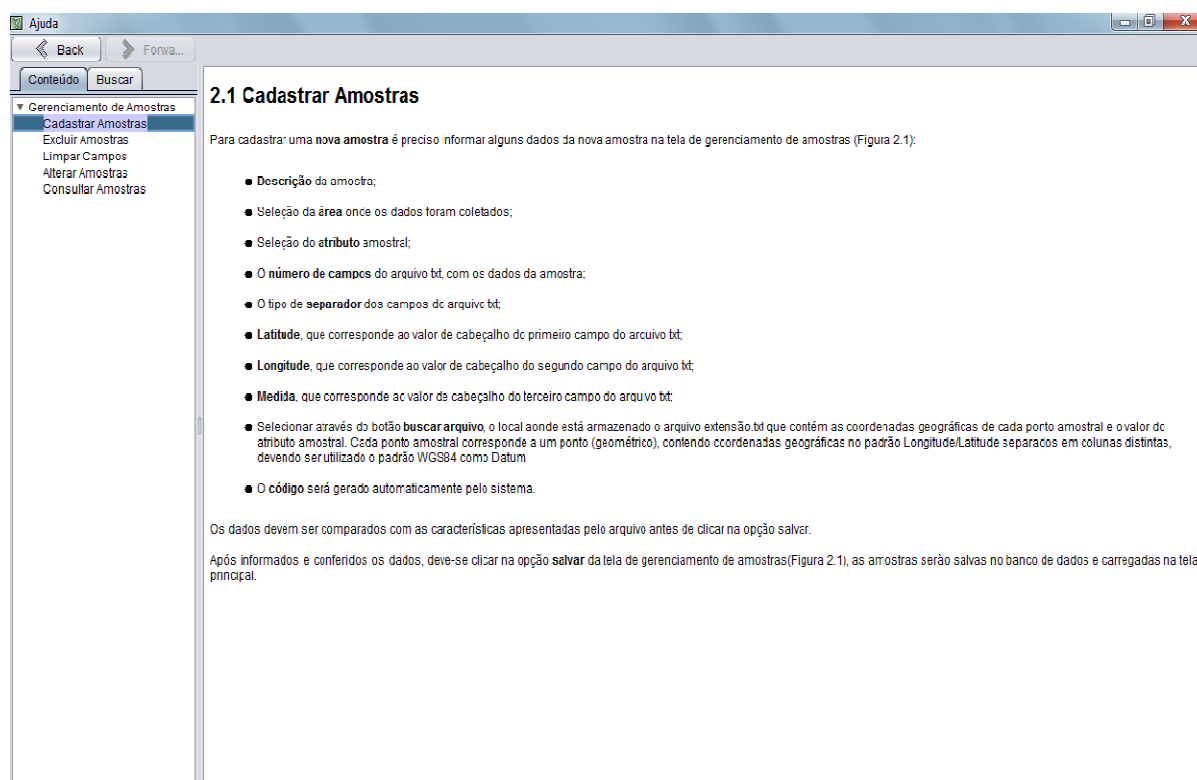 Ajuda
Back Forwa...
Conteúdo Buscar
Gerenciamento de Amostras
Cadastrar Amostras
Excluir Amostras
Limpar Campos
Alterar Amostras
Consultar Amostras
2.1 Cadastrar Amostras
Para cadastrar uma nova amostra é preciso informar alguns dados da nova amostra na tela de gerenciamento de amostras (Figura 2.1):
● Descrição da amostra;
● Seleção da área onde os dados foram coletados;
● Seleção do atributo amostral;
● O número de campos do arquivo txt, com os dados da amostra;
● O tipo de separador dos campos do arquivo txt;
● Latitude, que corresponde ao valor de cabeçalho do primeiro campo do arquivo txt;
● Longitude, que corresponde ao valor de cabeçalho do segundo campo do arquivo txt;
● Medida, que corresponde ao valor de cabeçalho do terceiro campo do arquivo txt;
● Selecionar através do botão buscar arquivo, o local aonde está armazenado o arquivo extensão.txt que contém as coordenadas geográficas de cada ponto amostral e o valor do
atributo amostral. Cada ponto amostral corresponde a um ponto (geométrico), contendo coordenadas geográficas no padrão Longitude/Latitude separados em colunas distintas,
devendo ser utilizado o padrão WGS84 como Datum
● O código será gerado automaticamente pelo sistema.
Os dados devem ser comparados com as características apresentadas pelo arquivo antes de clicar na opção salvar.
Após informados e conferidos os dados, deve-se clicar na opção salvar da tela de gerenciamento de amostras(Figura 2.1), as amostras serão salvas no banco de dados e carregadas na tela
principal.